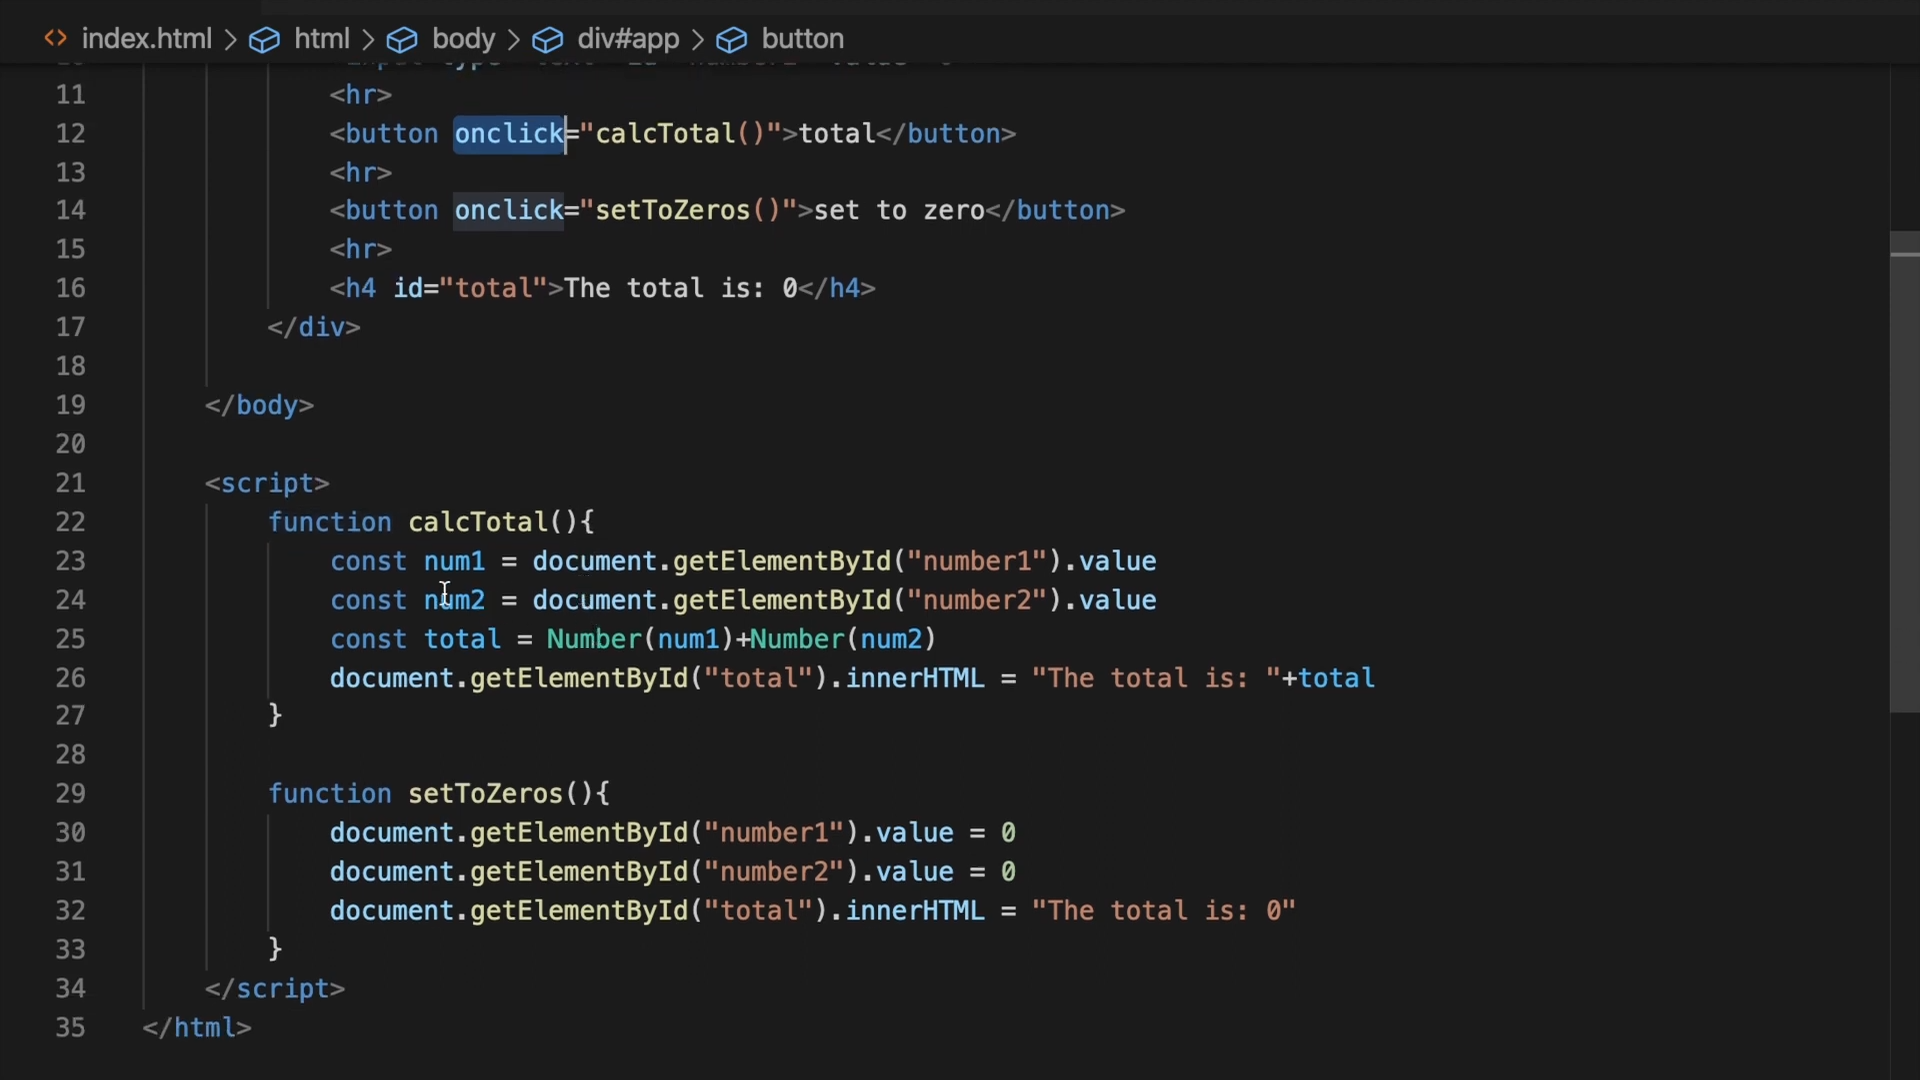 index.html > html > body > div#app > button
11 <hr>
12 <button onclick="calcTotal()">total</button>
13 <hr>
14 <button onclick="setToZeros()">set to zero</button>
15 <hr>
16 <h4 id="total">The total is: 0</h4>
17 </div>
18
19 </body>
20
21 <script>
22 function calcTotal(){
23 const num1 = document.getElementById("number1").value
24 const num2 = document.getElementById("number2").value
25 const total = Number(num1)+Number(num2)
26 document.getElementById("total").innerHTML = "The total is: "+total
27 }
28
29 function setToZeros(){
30 document.getElementById("number1").value = 0
31 document.getElementById("number2").value = 0
32 document.getElementById("total").innerHTML = "The total is: 0"
33 }
34 </script>
35 </html>